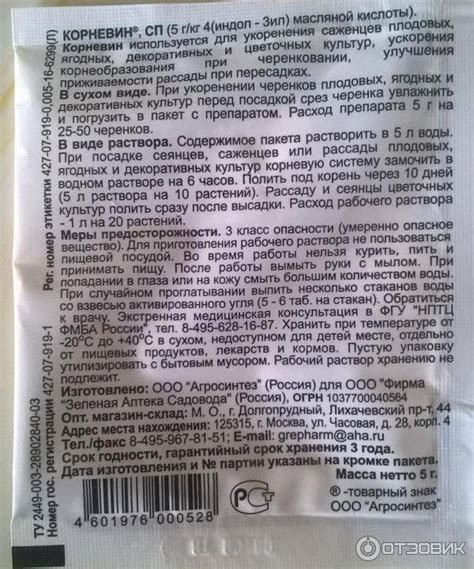 КОРНЕВИН®, СП (5 г/кг 4(индол - 3ил) масляной кислоты).
Корневин используется для укоренения саженцев плодовых,
ягодных, декоративных и цветочных культур, ускорения
корнеобразования при черенковании, улучшения
приживаемости рассады при пересадках.
В сухом виде. При укоренении черенков плодовых, ягодных и
декоративных культур перед посадкой срез черенка увлажнить
и погрузить в пакет с препаратом. Расход препарата 5 г на
25-50 черенков.
В виде раствора. Содержимое пакета растворить в 5 л воды.
При посадке сеянцев, саженцев или рассады плодовых,
ягодных и декоративных культур корневую систему замочить в
водном растворе на 6 часов. Полить под корень через 10 дней
(5 л раствора на 10 растений). Рассаду и сеянцы цветочных
культур полить сразу после высадки. Расход рабочего раствора
- 1 л на 20 растений.
Меры предосторожности. 3 класс опасности (умеренно опасное
вещество). Для приготовления рабочего раствора не пользоваться
пищевой посудой. Во время работы нельзя курить, пить и
принимать пищу. После работы вымыть руки с мылом. При
попадании в глаза или на кожу смыть большим количеством воды.
При случайном проглатывании выпить несколько стаканов воды
со взвесью активированного угля (5 - 6 таб. на стакан). Обратиться
к врачу. Экстренная медицинская консультация в ФГУ "НПТЦ
ФМБА России", тел. 8-495-628-16-87. Хранить при температуре от
-20°С до +40°С в сухом, недоступном для детей месте, отдельно
от пищевых продуктов, лекарств и кормов. Пустую упаковку
утилизировать с бытовым мусором. Рабочий раствор хранению не
подлежит.
Изготовлено: ООО "Агросинтез" (Россия) для ООО "Фирма
"Зеленая Аптека Садовода" (Россия), ОГРН 1037700040564
Опт. магазин-склад: М. О., г. Долгопрудный, Лихачевский пр-т, 44
Адрес места нахождения: 125315, г. Москва, ул. Часовая, д. 28, корп. 4
Тел./Факс: 8-495-967-81-51; E-mail: grepharm@aha.ru
Срок годности, гарантийный срок хранения 3 года.
Дата изготовления и № партии указаны на кромке пакета.
Масса нетто 5 г.
® -товарный знак
ООО "Агросинтез"
4 601976 000528
РСТ
ТУ 2449-003-28902840-03
Номер гос. регистрации 427-07-919-1
Рег. номер этикетки 427-07-919-0,005-16-6299(Л)
ОТЗОВИК